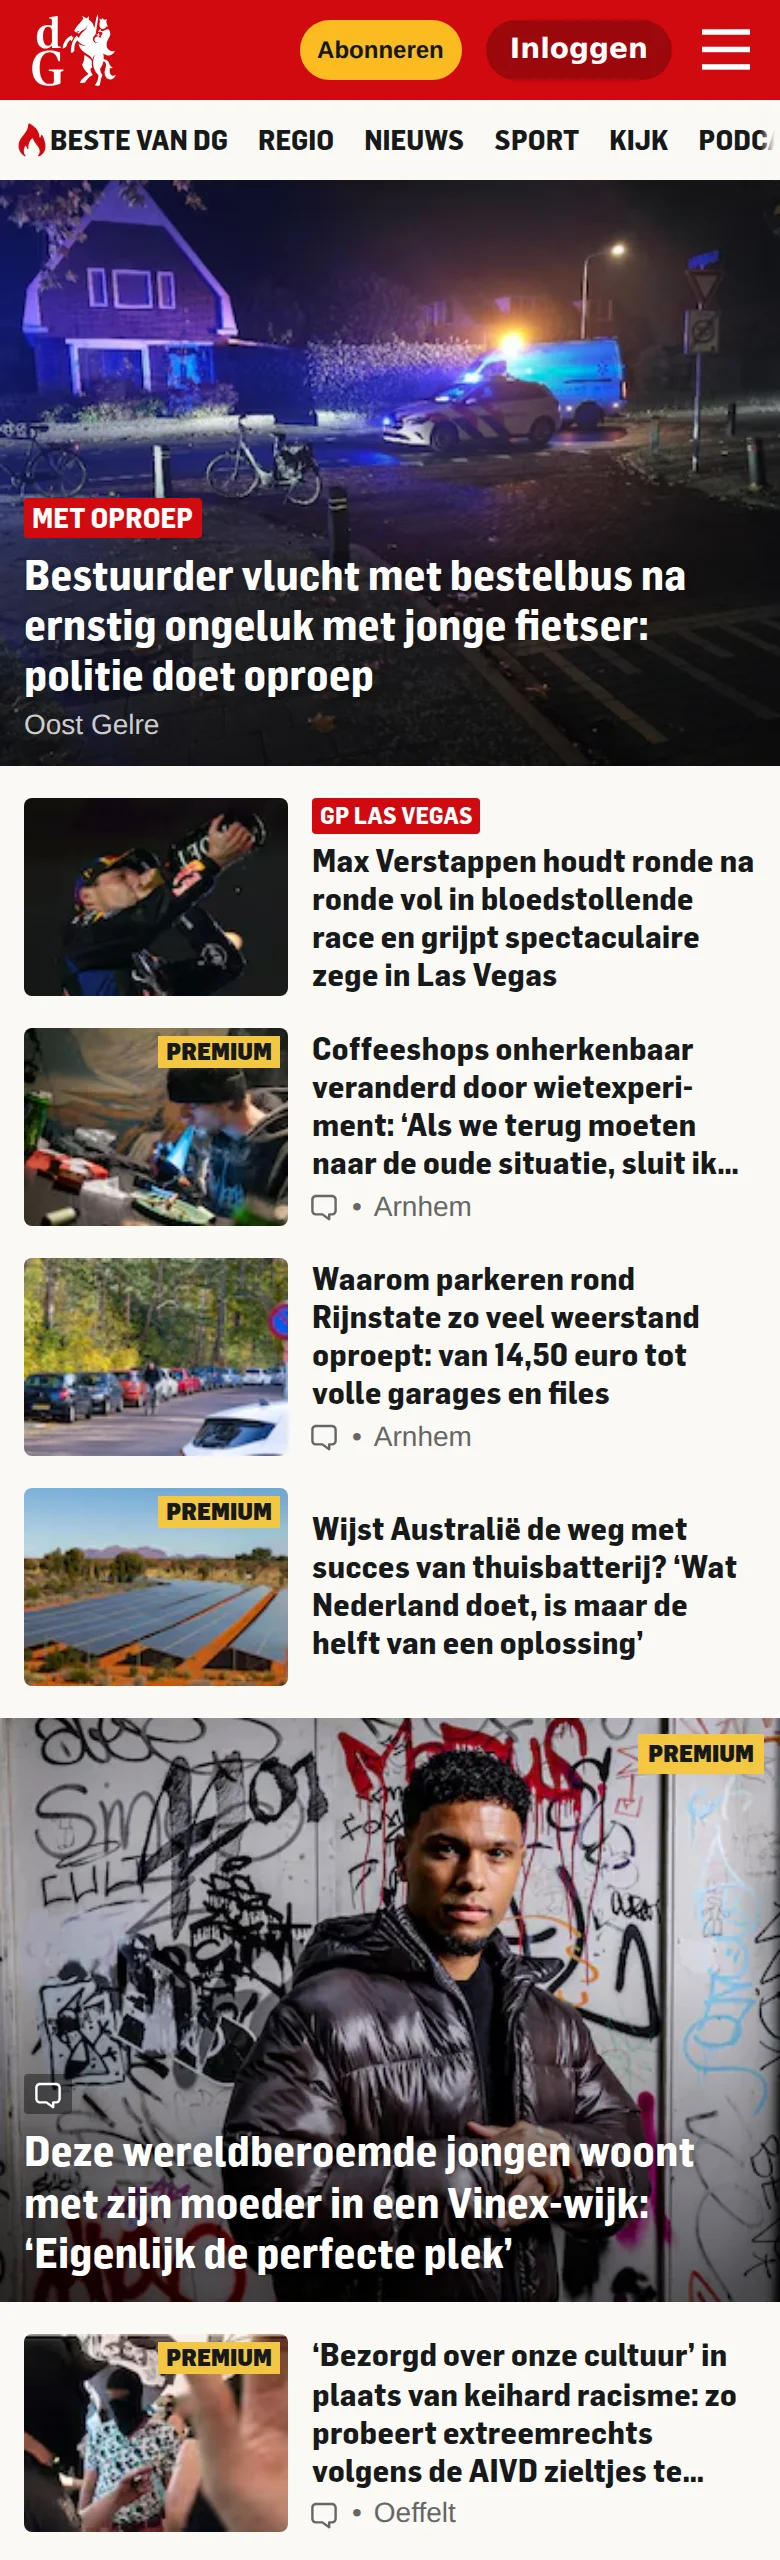 dG
Abonneren
Inloggen
BESTE VAN DG REGIO NIEUWS SPORT KIJK
MET OPROEP
Bestuurder vlucht met bestelbus na
ernstig ongeluk met jonge fietser:
politie doet oproep
Oost Gelre
GP LAS VEGAS
Max Verstappen houdt ronde na
ronde vol in bloedstollende
race en grijpt spectaculaire
zege in Las Vegas
PREMIUM
Coffeeshops onherkenbaar
veranderd door wietexperi-
ment: ‘Als we terug moeten
naar de oude situatie, sluit ik...
• Arnhem
Waarom parkeren rond
Rijnstate zo veel weerstand
oproept: van 14,50 euro tot
volle garages en files
• Arnhem
PREMIUM
Wijst Australië de weg met
succes van thuisbatterij? ‘Wat
Nederland doet, is maar de
helft van een oplossing’
PREMIUM
Deze wereldberoemde jongen woont
met zijn moeder in een Vinex-wijk:
‘Eigenlijk de perfecte plek’
PREMIUM
‘Bezorgd over onze cultuur’ in
plaats van keihard racisme: zo
probeert extreemrechts
volgens de AIVD zieltjes te...
• Oeffelt